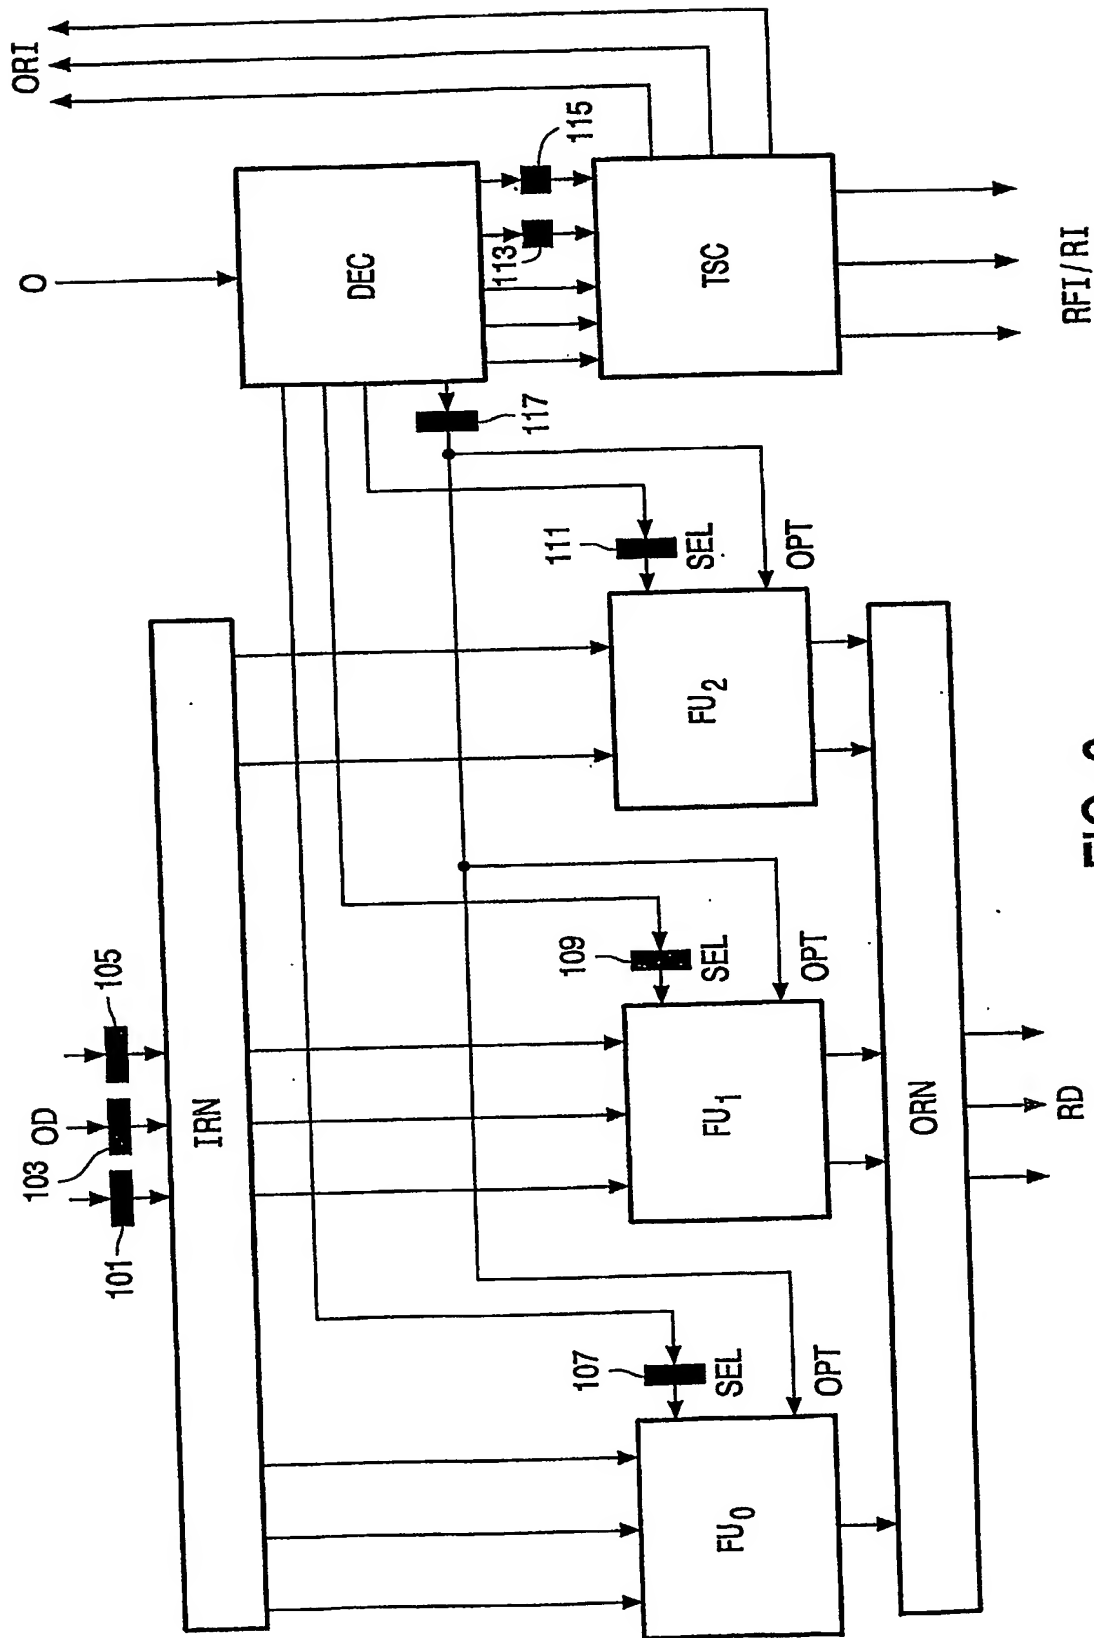 ORI
O
115
DEC
113
TSC
RFI/RI
117
111
SEL
OPT
FU2
105
OD
103
101
IRN
109
SEL
OPT
FU1
ORN
RD
107
SEL
OPT
FU0